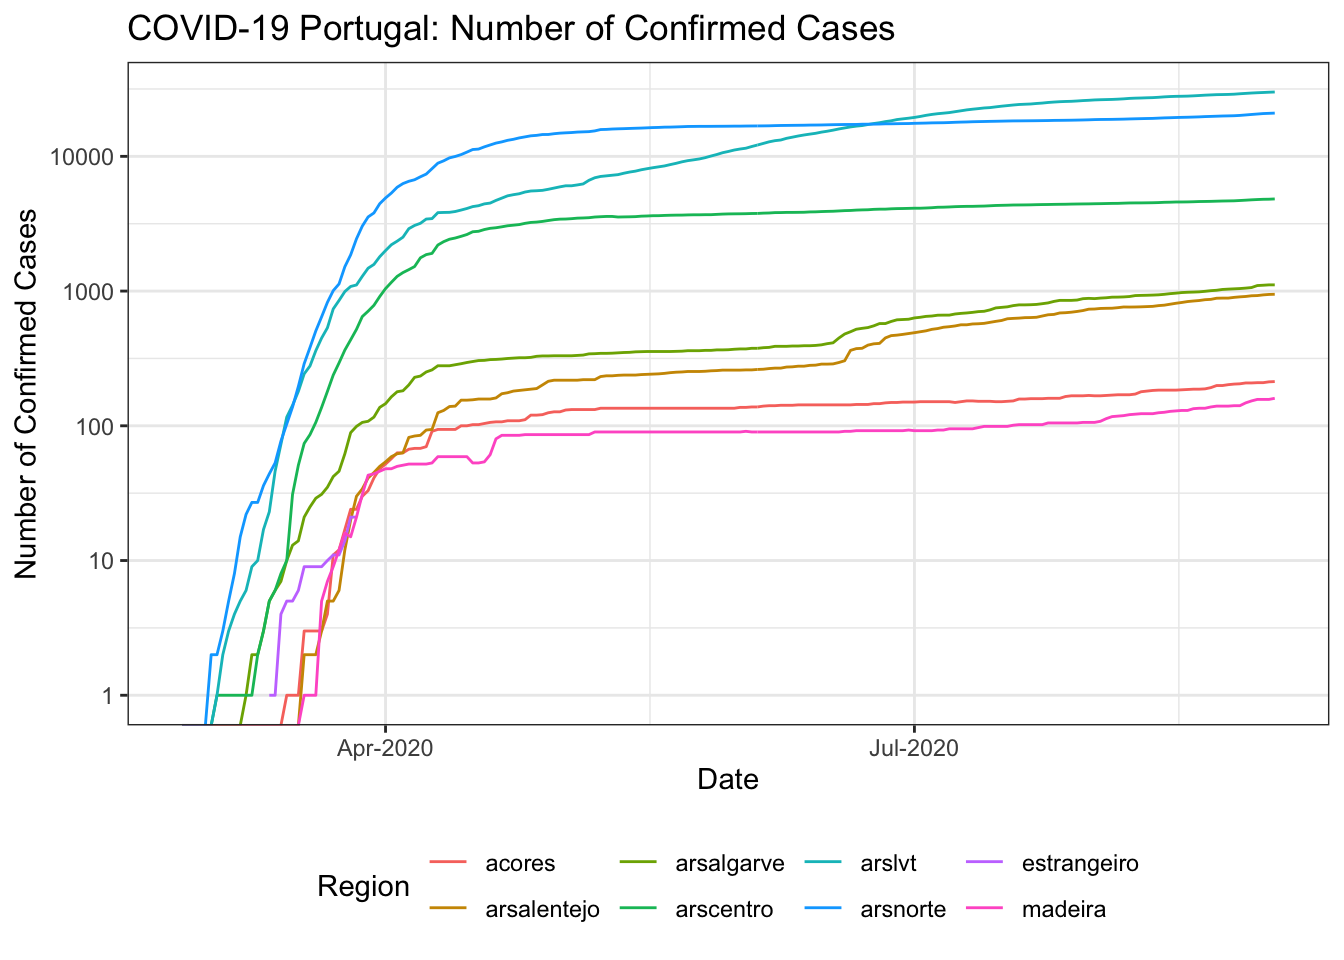 COVID-19 Portugal: Number of Confirmed Cases
Number of Confirmed Cases
10000
1000
100
10
1
Apr-2020 Jul-2020
Date
Region
acores arsalgarve arslvt estrangeiro
arsalentejo arscentro arsnorte madeira